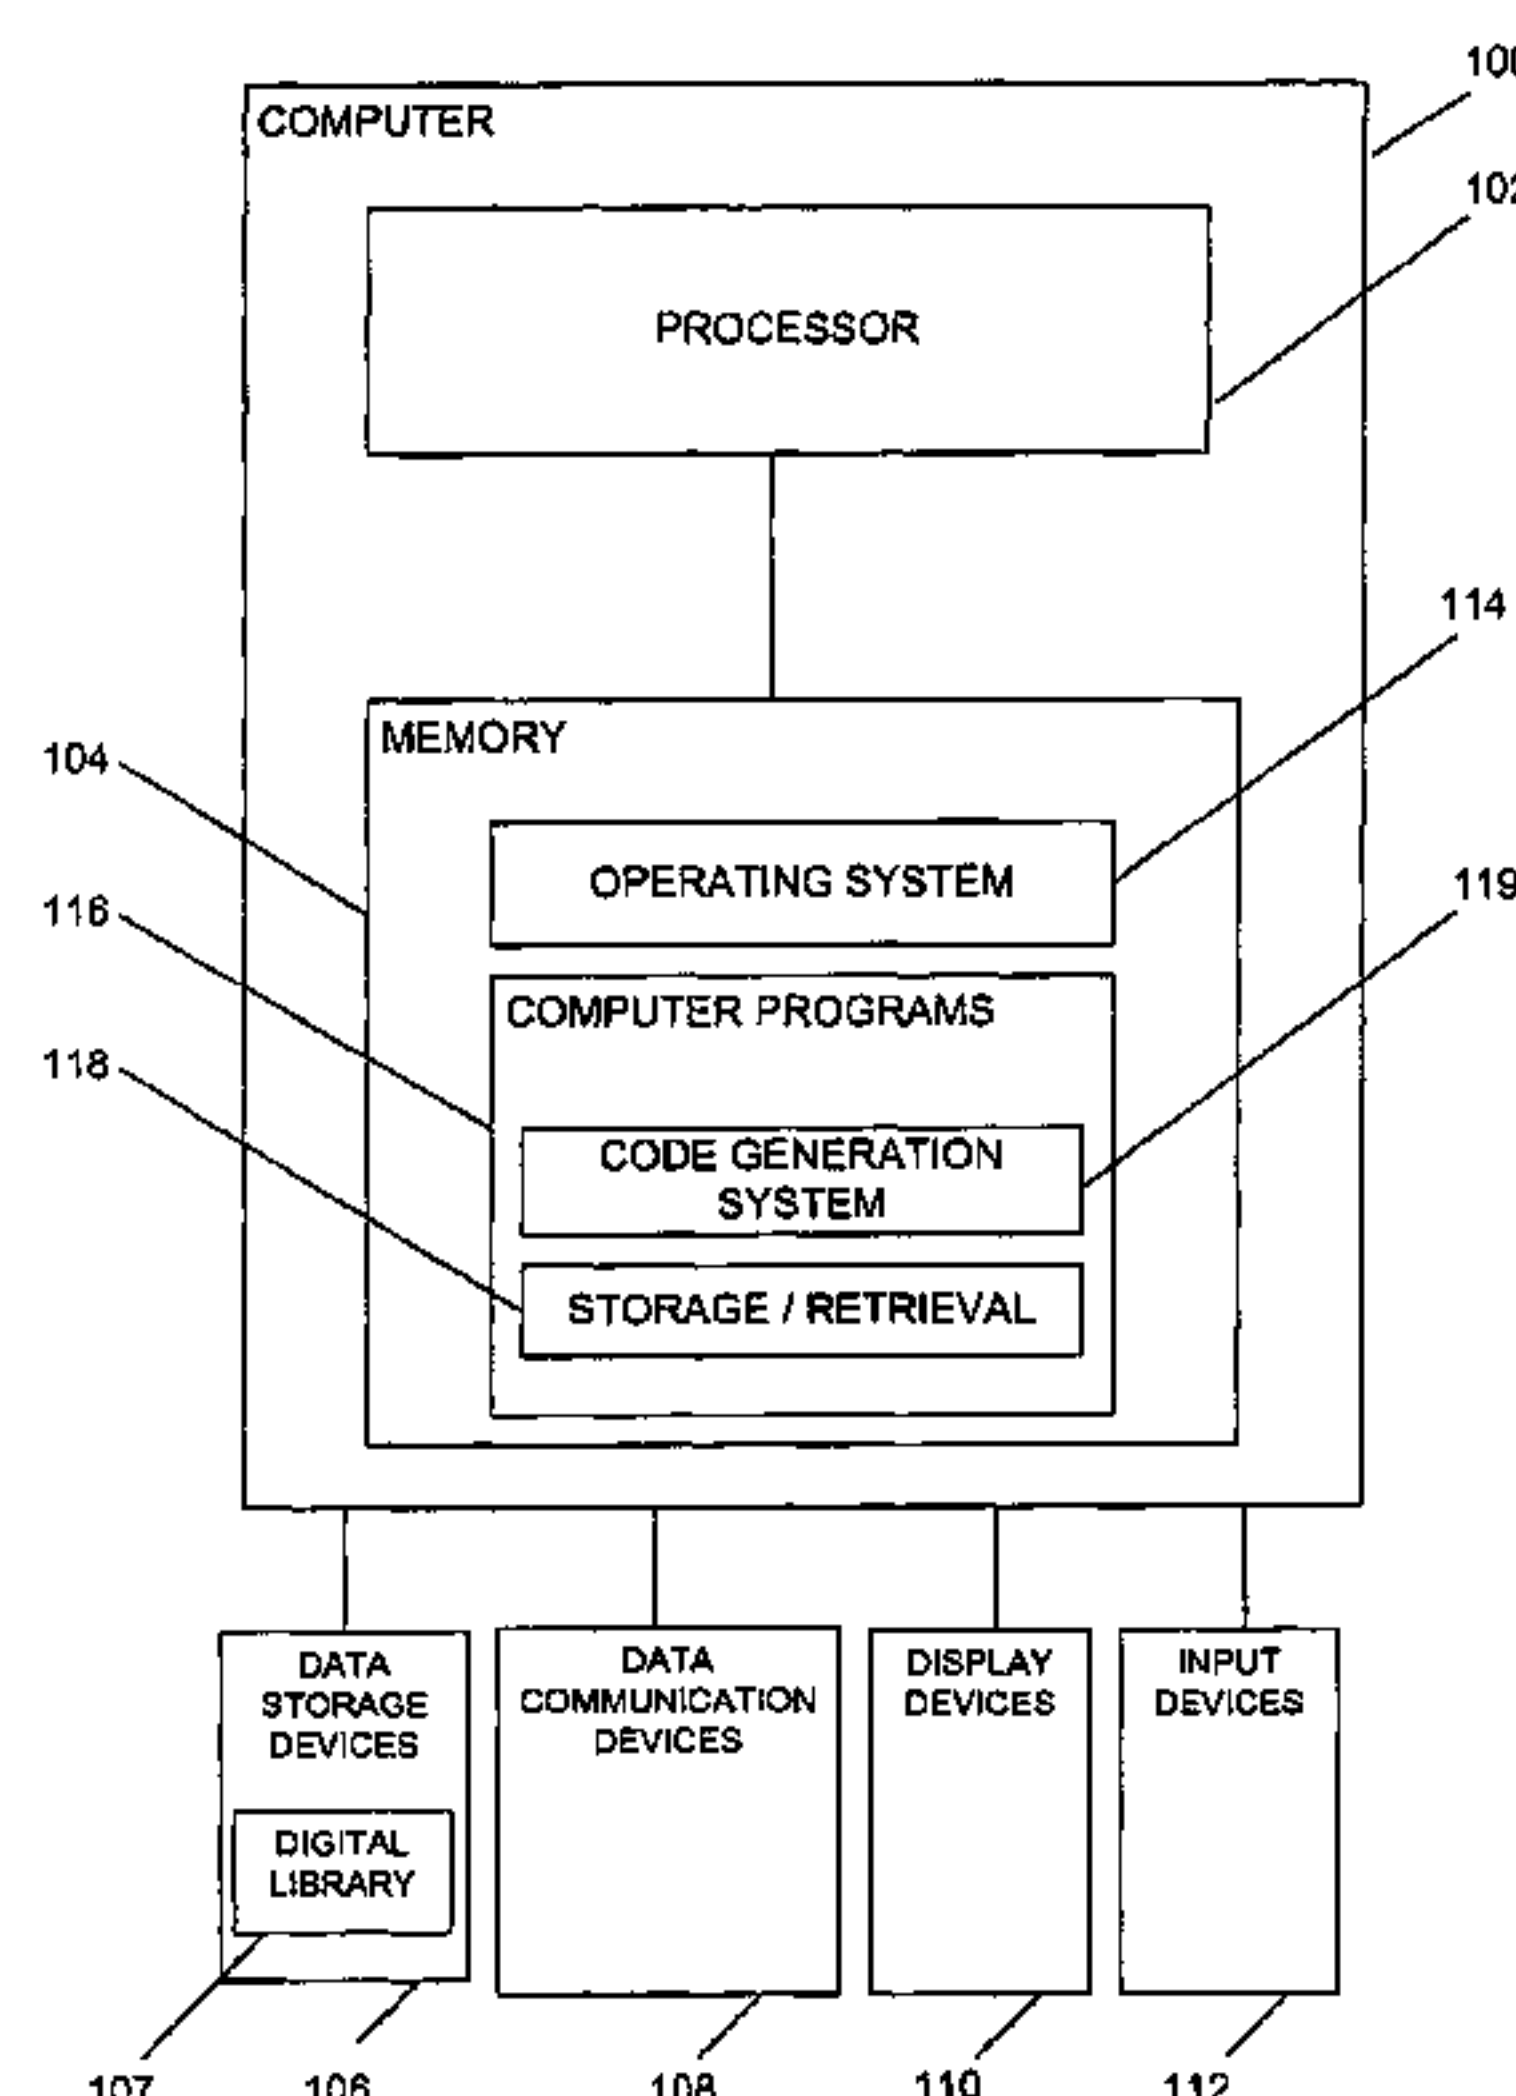 100
COMPUTER
102
PROCESSOR
114
MEMORY
104
OPERATING SYSTEM
119
116
COMPUTER PROGRAMS
118
CODE GENERATION
SYSTEM
STORAGE / RETRIEVAL
DATA
STORAGE
DEVICES
DATA
COMMUNICATION
DEVICES
DISPLAY
DEVICES
INPUT
DEVICES
DIGITAL
LIBRARY
107
106
108
110
112